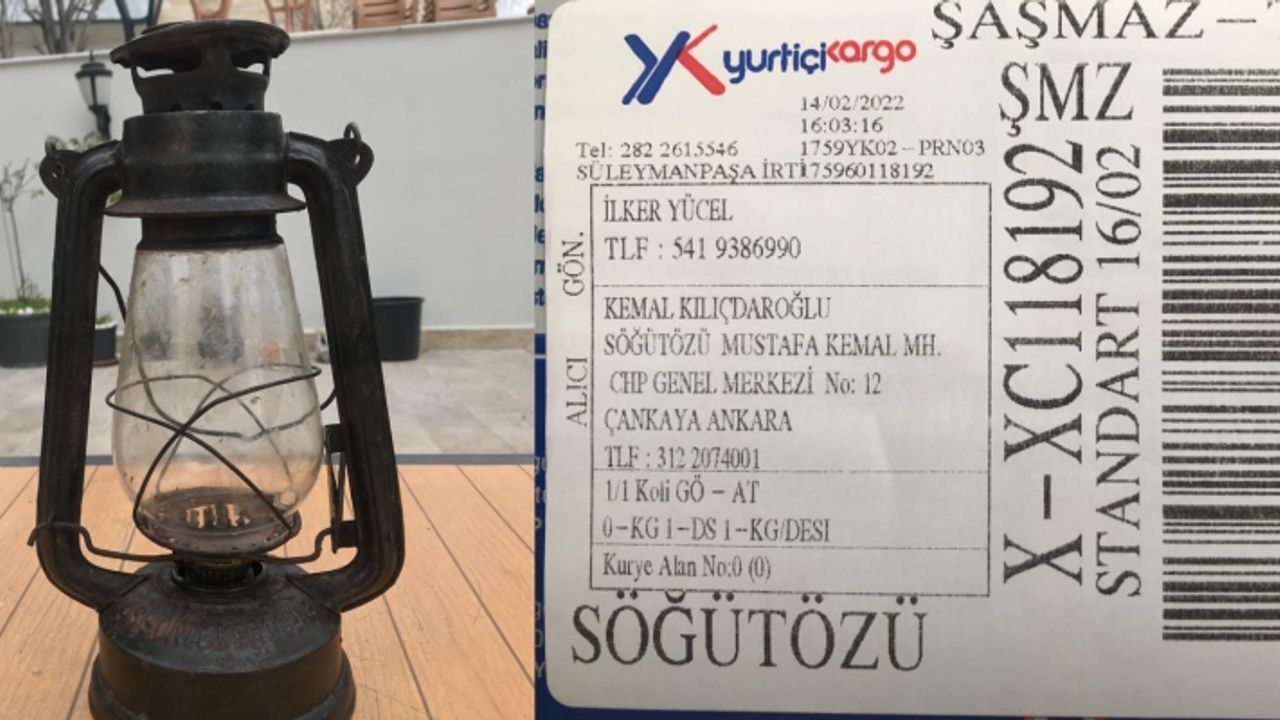 yurtiçikargo
14/02/2022
16:03:16
Tel: 282 2615546
1759YK02-PRN03
SÜLEYMANPAŞA İRTİ175960118192
GÖN.
İLKER YÜCEL
TLF : 541 9386990
ALICI
KEMAL KILIÇDAROĞLU
SÖĞÜTÖZÜ MUSTAFA KEMAL MH.
CHP GENEL MERKEZİ No: 12
ÇANKAYA ANKARA
TLF : 312 2074001
1/1 Koli GÖ - AT
0-KG 1-DS 1-KG/DESI
Kurye Alan No:0 (0)
SÖĞÜTÖZÜ
ŞAŞMAZ-
ŞMZ
X-XC118192
STANDART 16/02